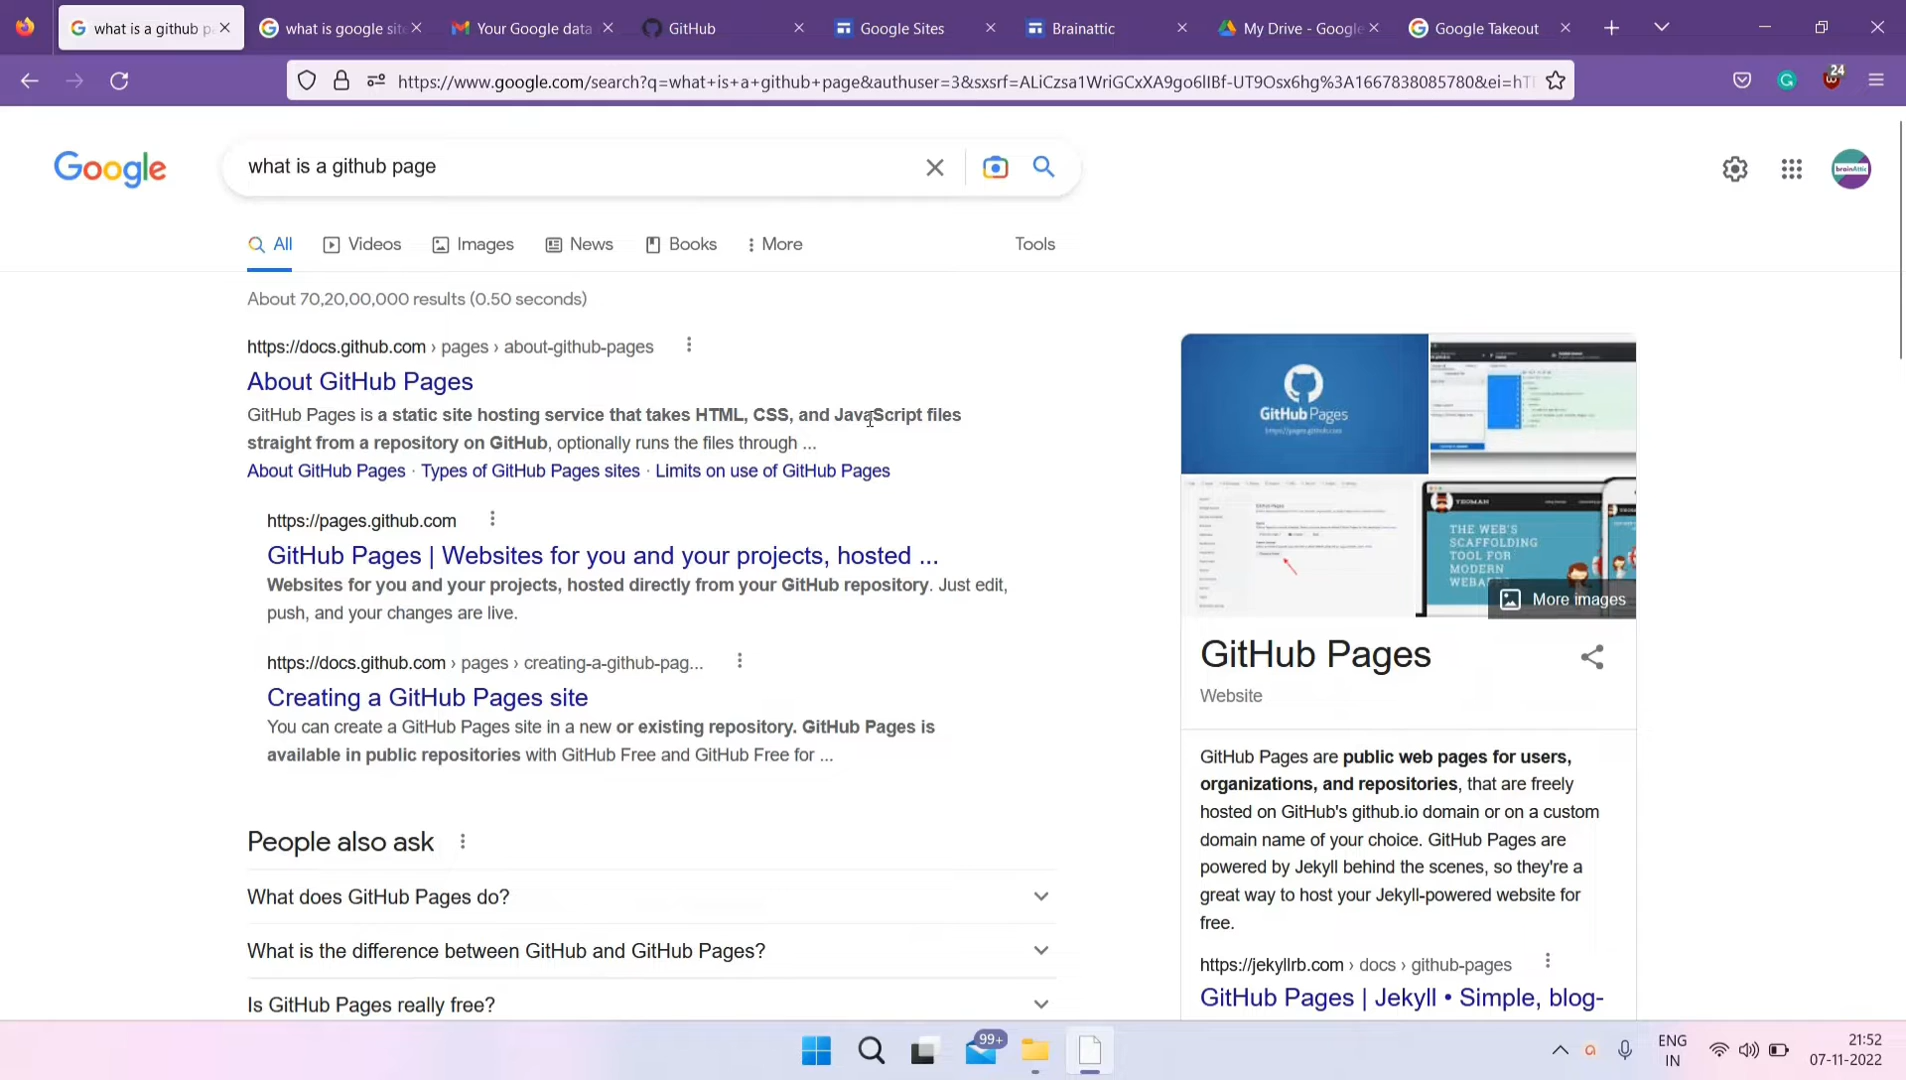 what is a github p
what is google sit
Your Google data
GitHub
Google Sites
Brainattic
My Drive - Google
Google Takeout
https://www.google.com/search?q=what+is+a+github+page&authuser=3&sxsrf=ALiCzsa1WriGCxXA9go6lIBf-UT9Osx6hg%3A1667838085780&ei=hT
24
Google
what is a github page
brainAttic
All
Videos
Images
News
Books
More
Tools
About 70,20,00,000 results (0.50 seconds)
https://docs.github.com › pages › about-github-pages
About GitHub Pages
GitHub Pages is a static site hosting service that takes HTML, CSS, and JavaScript files
straight from a repository on GitHub, optionally runs the files through ...
About GitHub Pages · Types of GitHub Pages sites · Limits on use of GitHub Pages
https://pages.github.com
GitHub Pages | Websites for you and your projects, hosted ...
Websites for you and your projects, hosted directly from your GitHub repository. Just edit,
push, and your changes are live.
https://docs.github.com › pages › creating-a-github-pag...
Creating a GitHub Pages site
You can create a GitHub Pages site in a new or existing repository. GitHub Pages is
available in public repositories with GitHub Free and GitHub Free for ...
People also ask
What does GitHub Pages do?
What is the difference between GitHub and GitHub Pages?
Is GitHub Pages really free?
GitHub Pages
https://pages.github.com
YEOMAN
THE WEB'S
SCAFFOLDING
TOOL FOR
MODERN
WEBAPPS
More images
GitHub Pages
Website
GitHub Pages are public web pages for users,
organizations, and repositories, that are freely
hosted on GitHub's github.io domain or on a custom
domain name of your choice. GitHub Pages are
powered by Jekyll behind the scenes, so they're a
great way to host your Jekyll-powered website for
free.
https://jekyllrb.com › docs › github-pages
GitHub Pages | Jekyll • Simple, blog-
99+
ENG
IN
21:52
07-11-2022